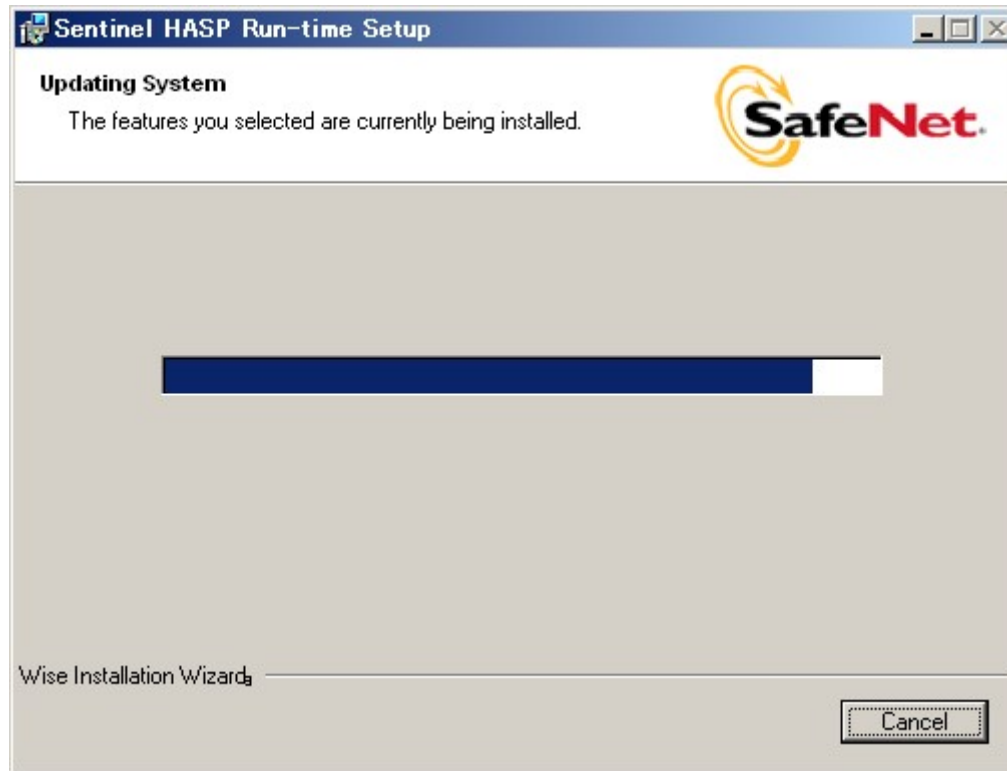 Sentinel HASP Run-time Setup
Updating System
The features you selected are currently being installed.
SafeNet.
Wise Installation Wizard
Cancel